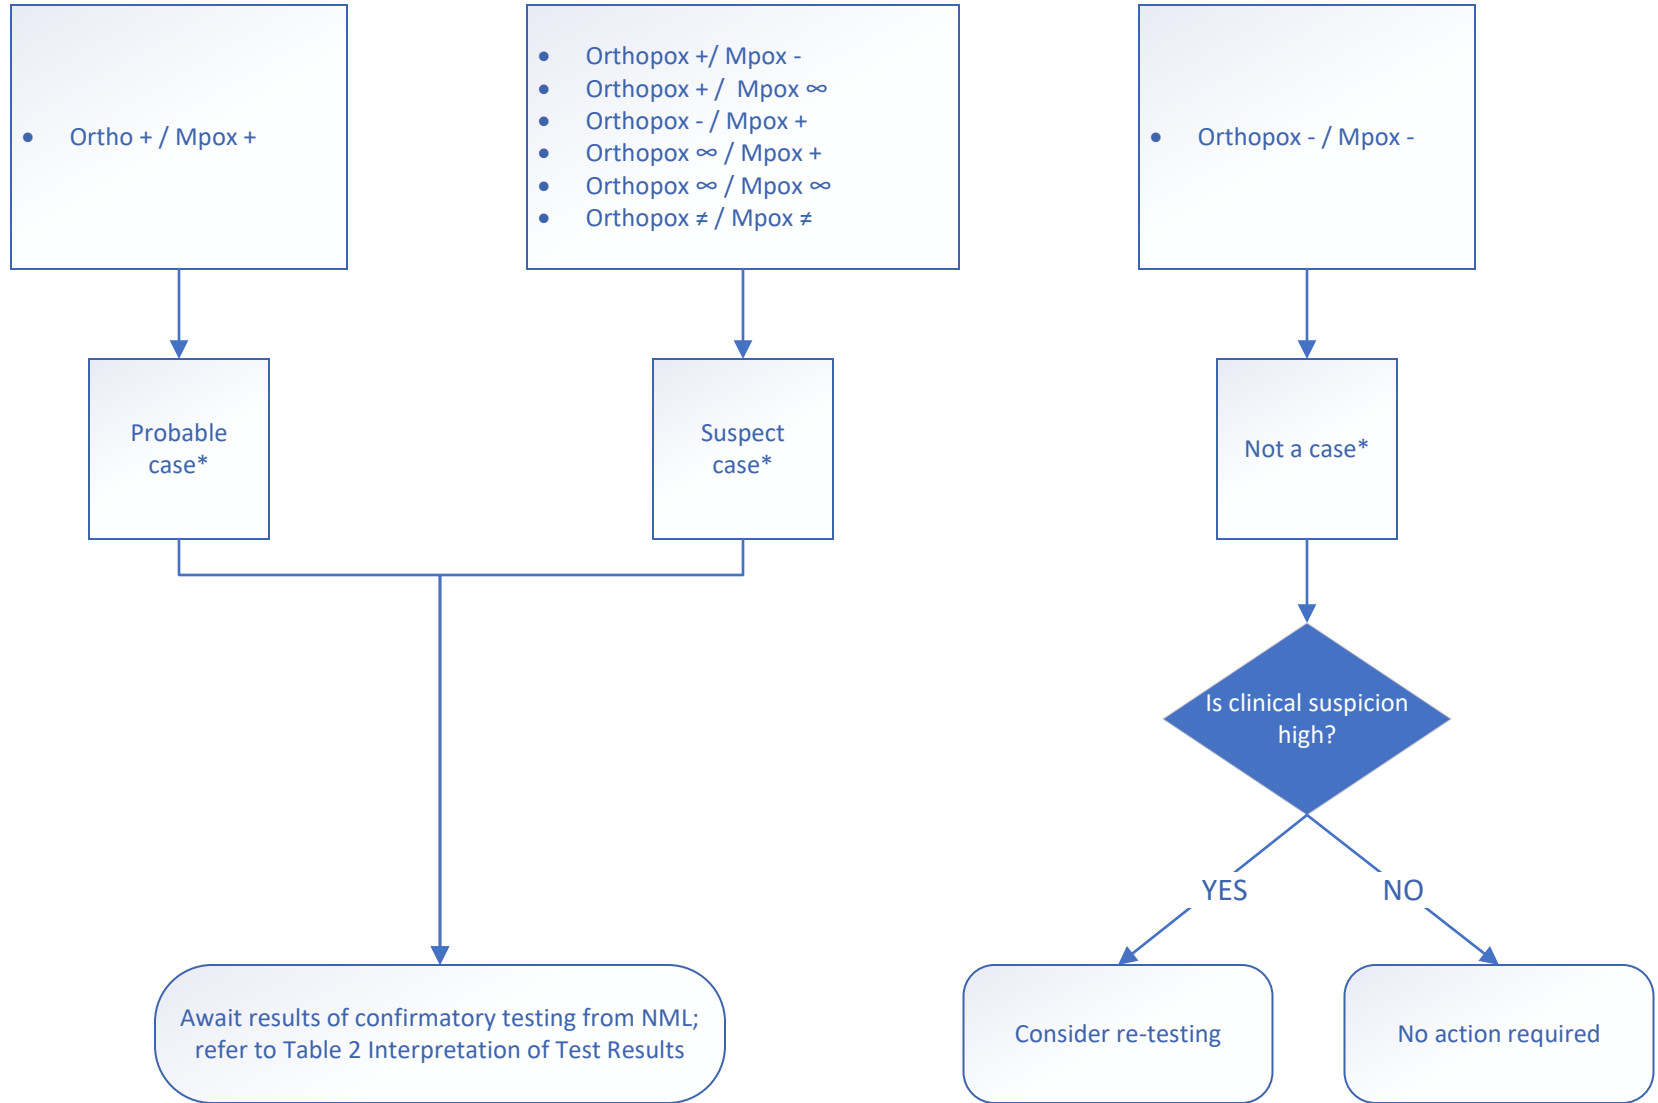 • Ortho + / Mpox +
• Orthopox +/ Mpox -
• Orthopox + / Mpox ∞
• Orthopox - / Mpox +
• Orthopox ∞ / Mpox +
• Orthopox ∞ / Mpox ∞
• Orthopox ≠ / Mpox ≠
• Orthopox - / Mpox -
Probable
case*
Suspect
case*
Not a case*
Is clinical suspicion
high?
YES
NO
Await results of confirmatory testing from NML;
refer to Table 2 Interpretation of Test Results
Consider re-testing
No action required